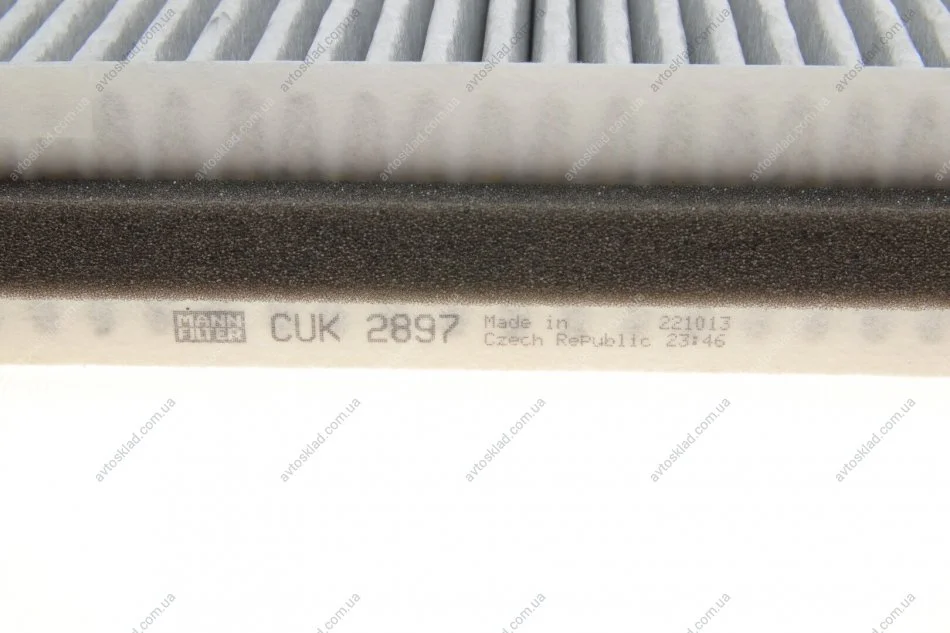 MANN
FILTER
CUK 2897
Made in 221013
Czech RePublic 23:46
avtosklad.com.ua